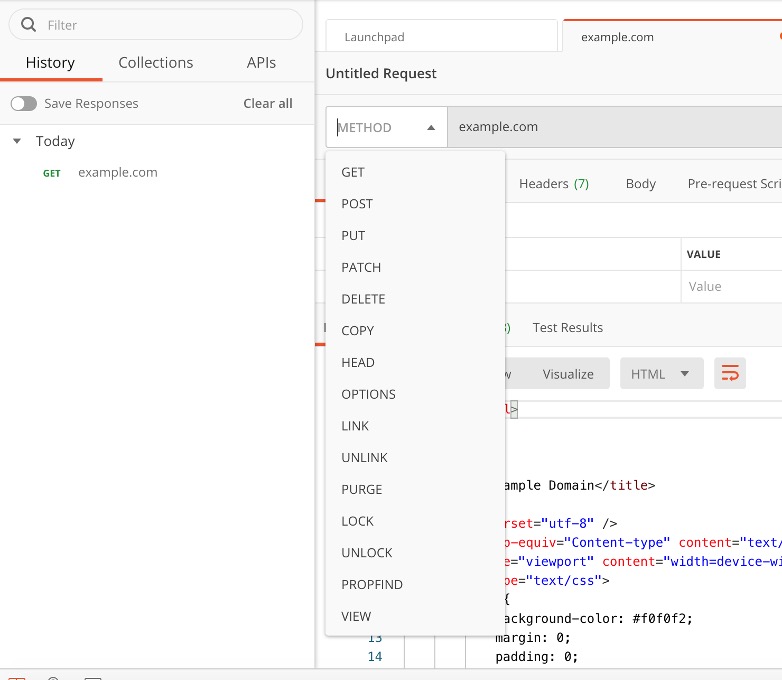 Filter
History Collections APIs
Save Responses Clear all
Today
GET example.com
Launchpad example.com
Untitled Request
METHOD example.com
GET
POST
PUT
PATCH
DELETE
COPY
HEAD
OPTIONS
LINK
UNLINK
PURGE
LOCK
UNLOCK
PROPFIND
VIEW
Headers (7) Body Pre-request Scri
VALUE
Value
Test Results
Visualize HTML
l>
ample Domain</title>
rset="utf-8" />
p-equiv="Content-type" content="text/
e="viewport" content="width=device-wi
pe="text/css">
{
ackground-color: #f0f0f2;
13 margin: 0;
14 padding: 0;